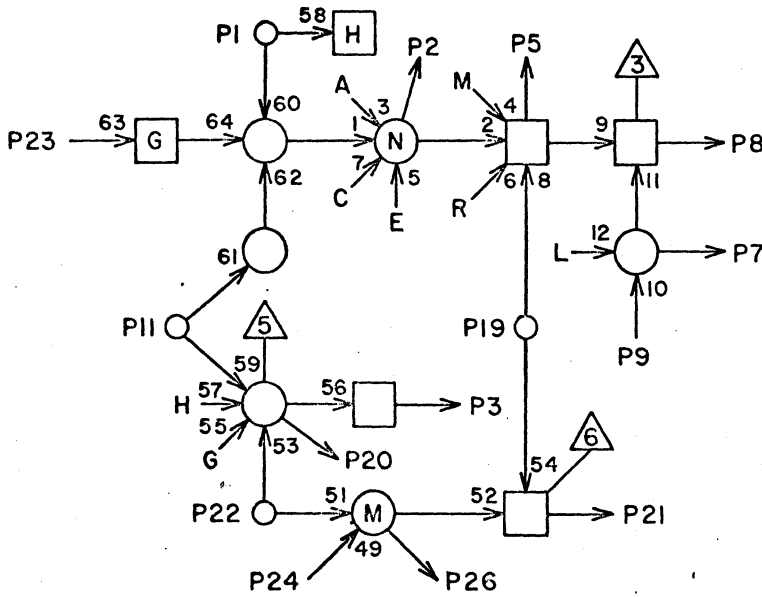 P1 58 H
P2 P5 3
A M
60 3 4
P23 63 G 64 1 N 2 9 P8
62 7 5 6 8 11
C R
E
61 12
L P7
10
P11 5 P19 P9
59
H 57 56 P3
55 6
G 53 P20 54
P22 51 M 52 P21
49
P24 P26